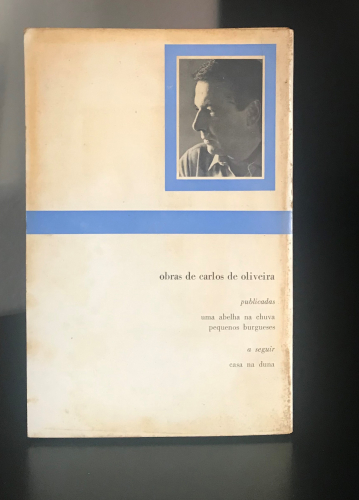 obras de carlos de oliveira
publicadas
uma abelha na chuva
pequenos burgueses
a seguir
casa na duna